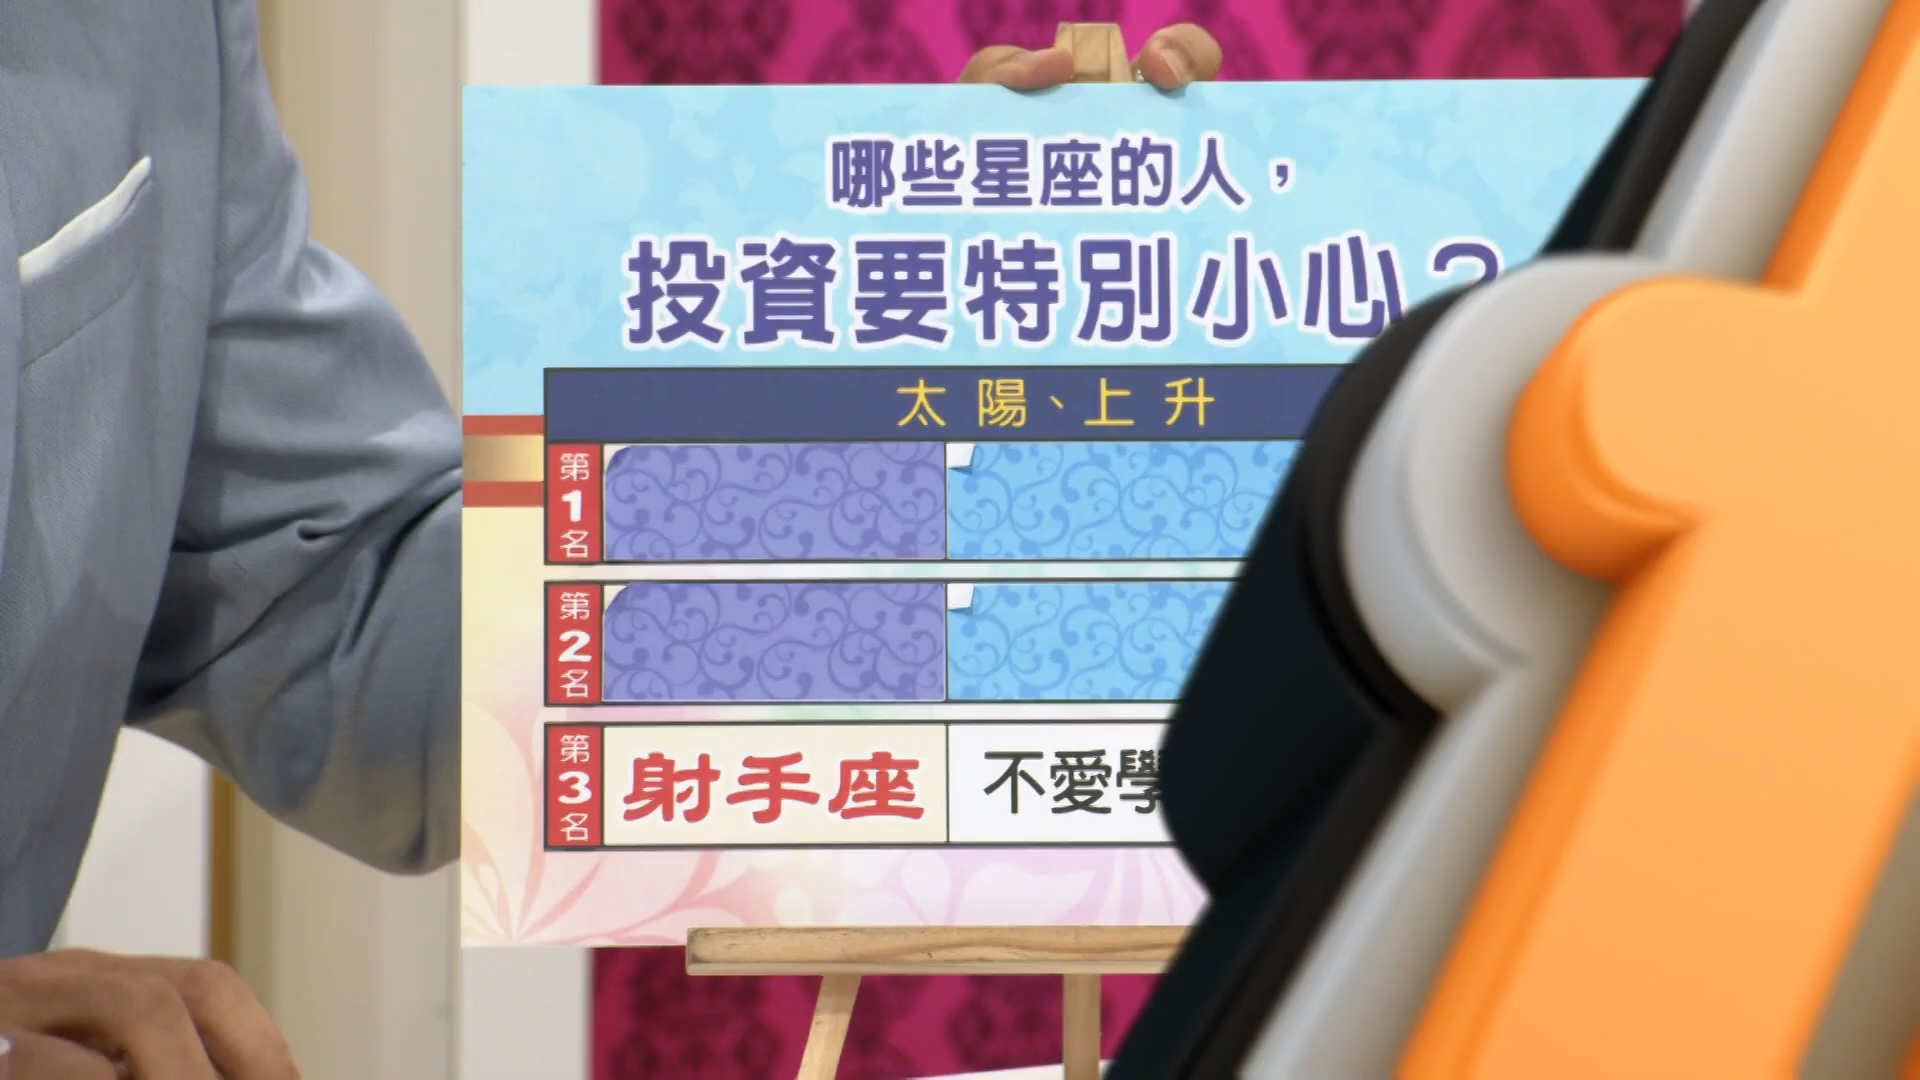 哪些星座的人，
投資要特別小心？
太陽、上升
第1名
第2名
第3名 射手座 不愛學